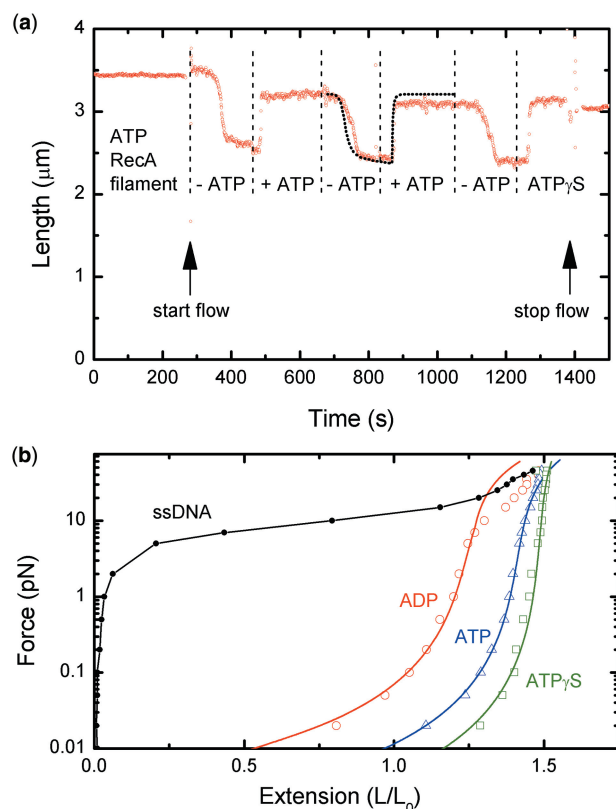 (a)
4
3
2
1
0
Length (μm)
ATP
RecA
filament
- ATP
+ ATP
- ATP
+ ATP
- ATP
ATPγS
start flow
stop flow
0 200 400 600 800 1000 1200 1400
Time (s)
(b)
10
1
0.1
0.01
Force (pN)
ssDNA
ADP
ATP
ATPγS
0.0 0.5 1.0 1.5
Extension (L/L₀)